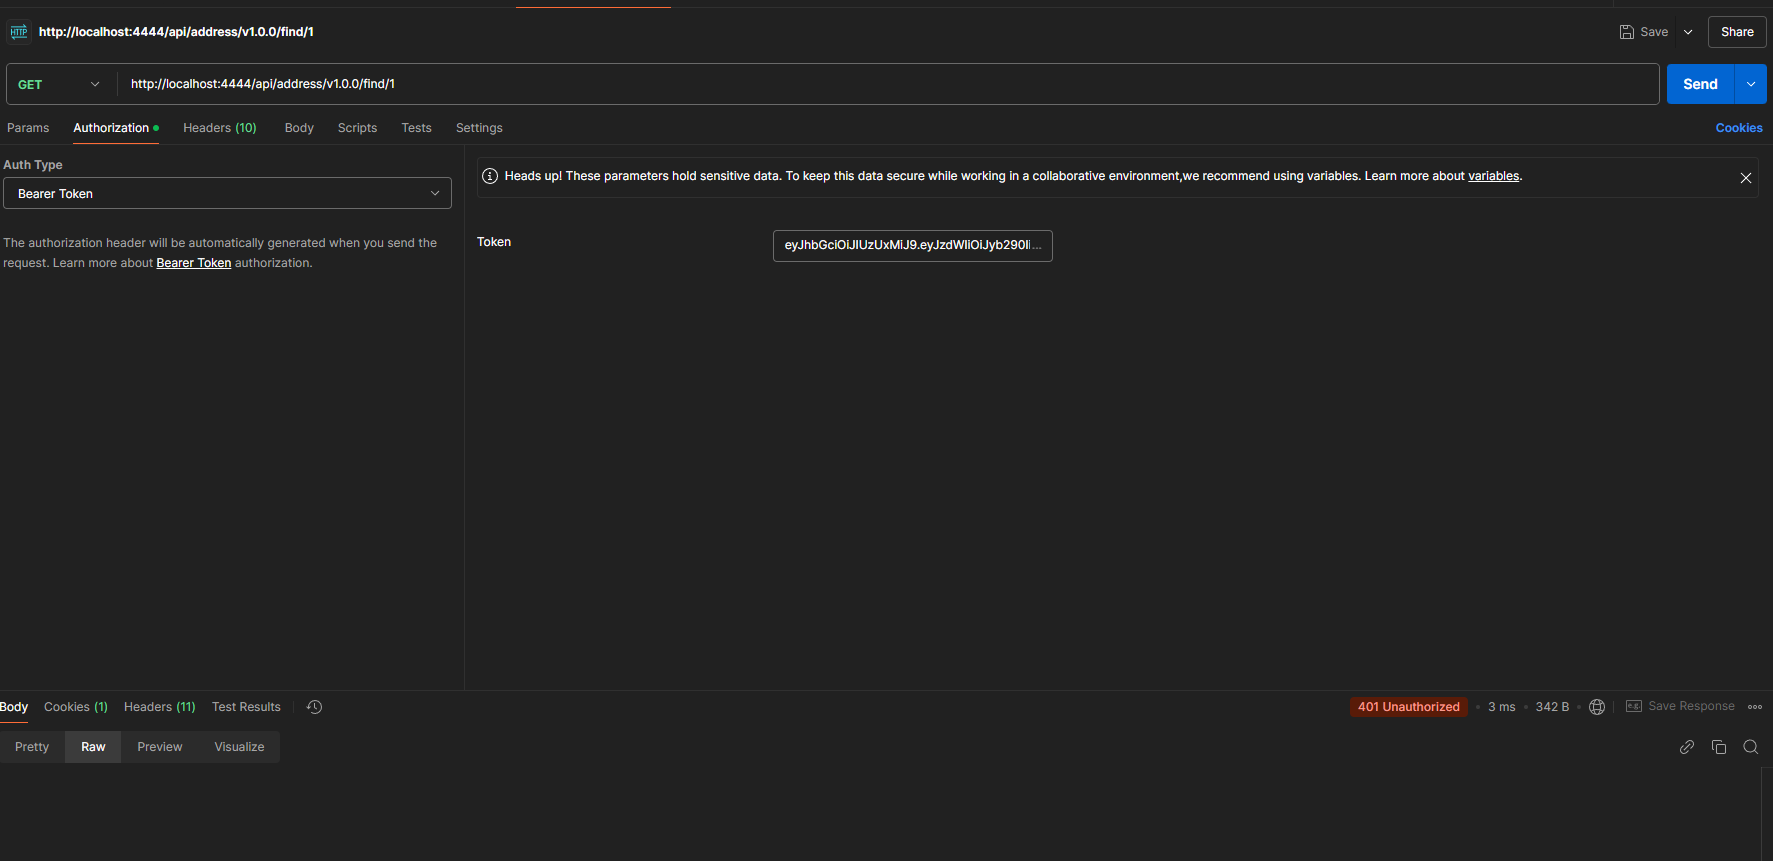 HTTP http://localhost:4444/api/address/v1.0.0/find/1 Save Share
GET http://localhost:4444/api/address/v1.0.0/find/1 Send
Params Authorization Headers (10) Body Scripts Tests Settings Cookies
Auth Type
Bearer Token
The authorization header will be automatically generated when you send the
request. Learn more about Bearer Token authorization.
Heads up! These parameters hold sensitive data. To keep this data secure while working in a collaborative environment,we recommend using variables. Learn more about variables.
Token eyJhbGciOiJIUzUxMiJ9.eyJzdWIiOiJyb290Ii...
Body Cookies (1) Headers (11) Test Results 401 Unauthorized 3 ms 342 B e.g. Save Response
Pretty Raw Preview Visualize